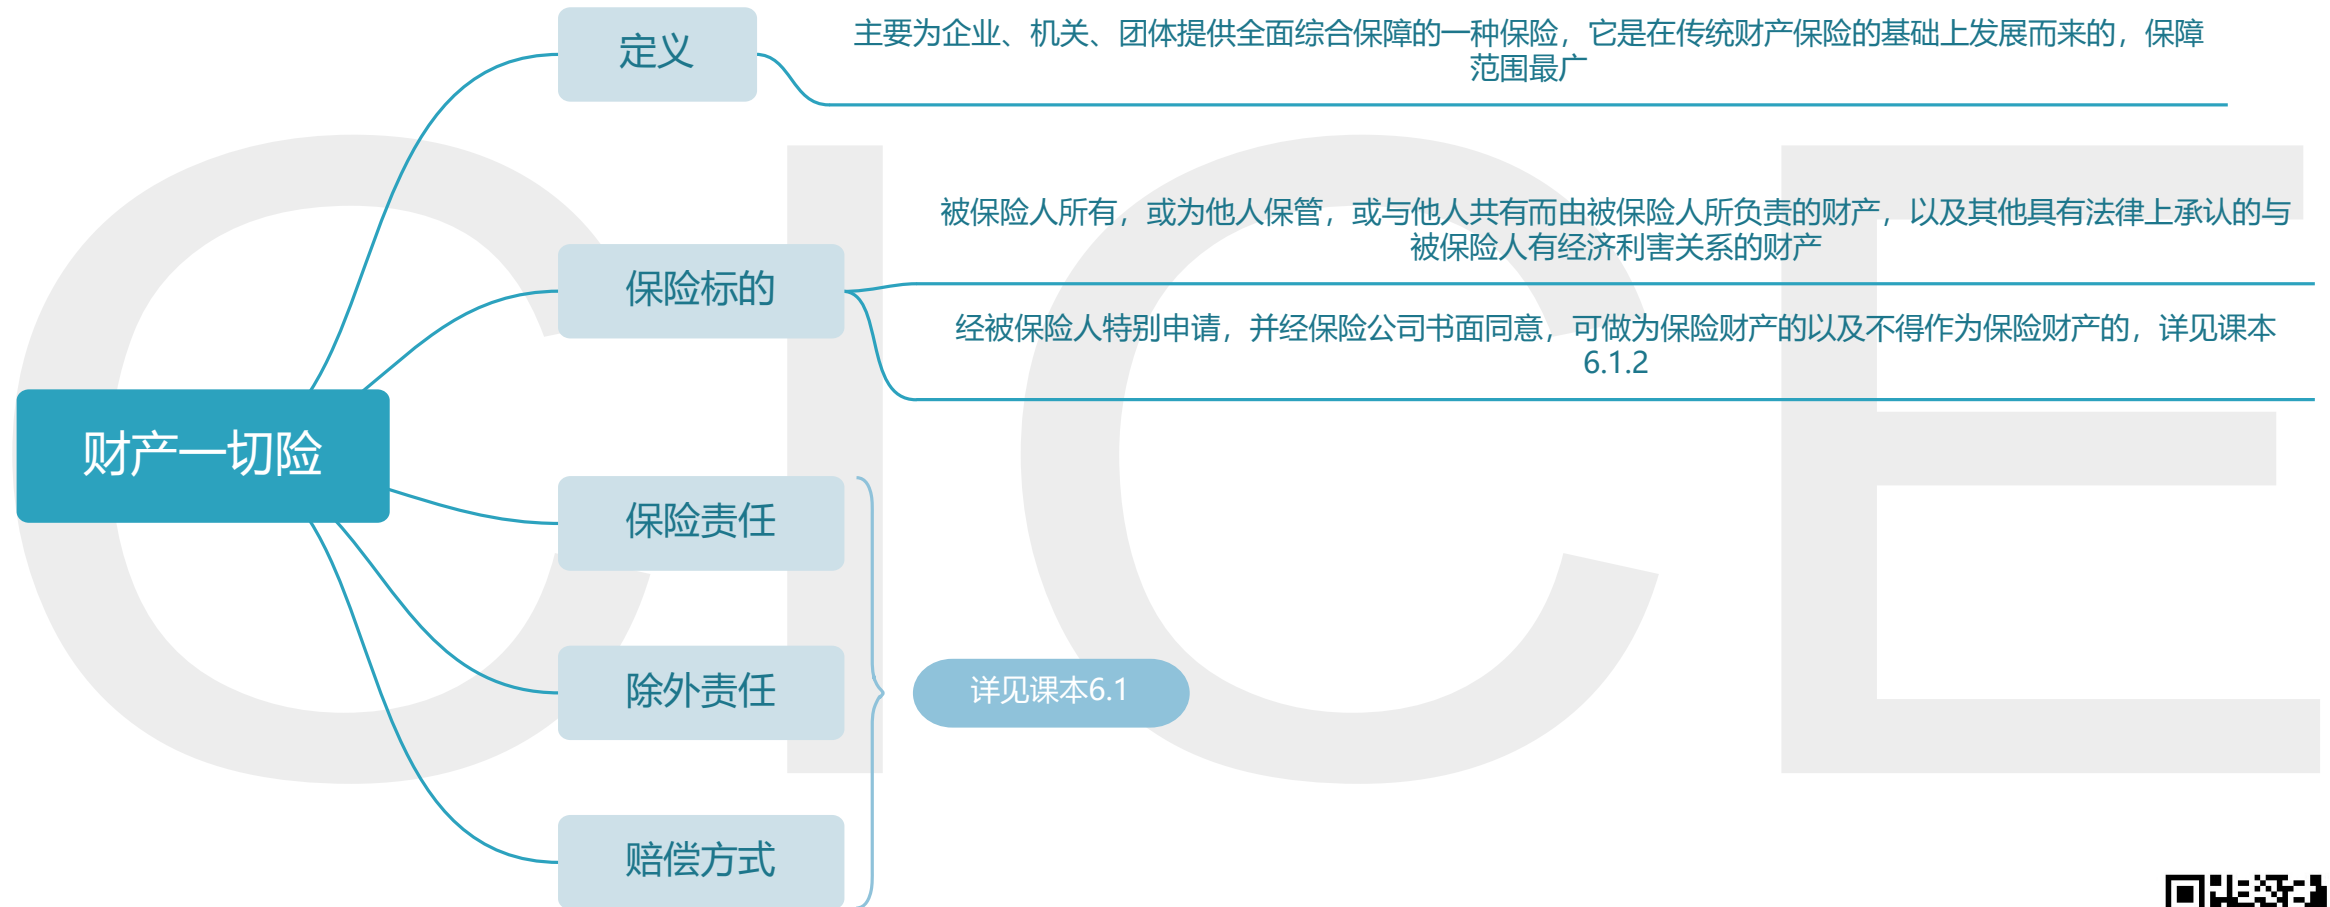 定义
主要为企业、机关、团体提供全面综合保障的一种保险，它是在传统财产保险的基础上发展而来的，保障
范围最广
保险标的
被保险人所有，或为他人保管，或与他人共有而由被保险人所负责的财产，以及其他具有法律上承认的与
被保险人有经济利害关系的财产
经被保险人特别申请，并经保险公司书面同意，可做为保险财产的以及不得作为保险财产的，详见课本
6.1.2
财产一切险
保险责任
除外责任
详见课本6.1
赔偿方式
CICE